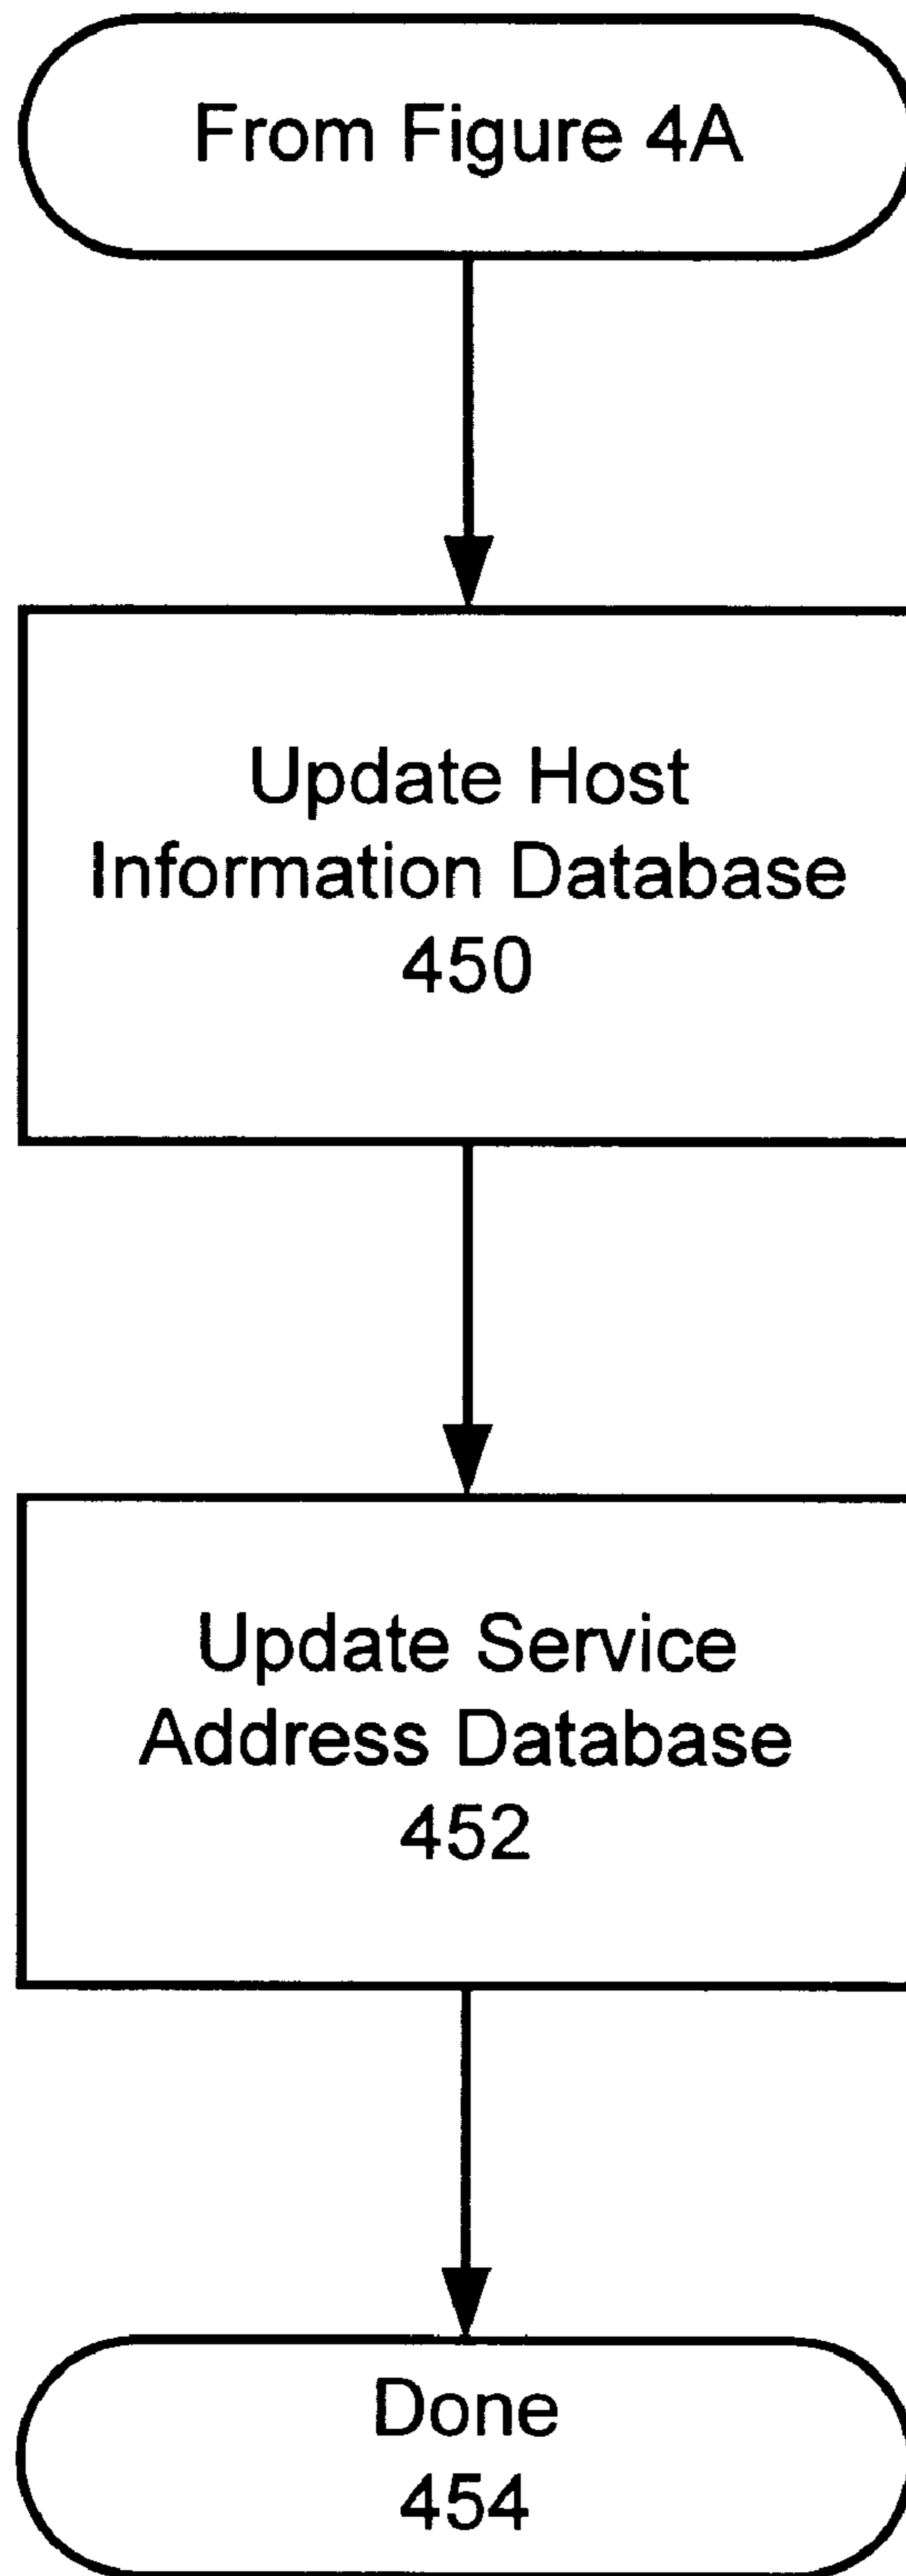 From Figure 4A
Update Host
Information Database
450
Update Service
Address Database
452
Done
454